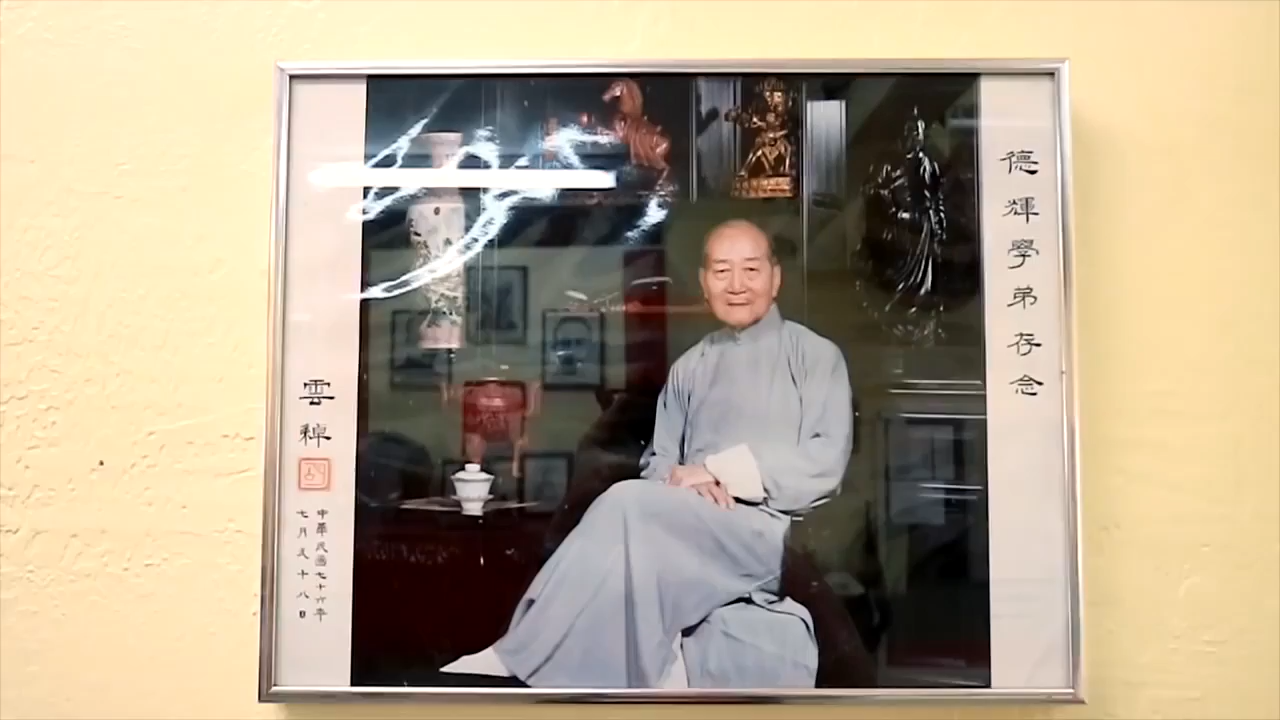 德輝學弟存念
雲樵
中華民國七十六年
七月五十八日